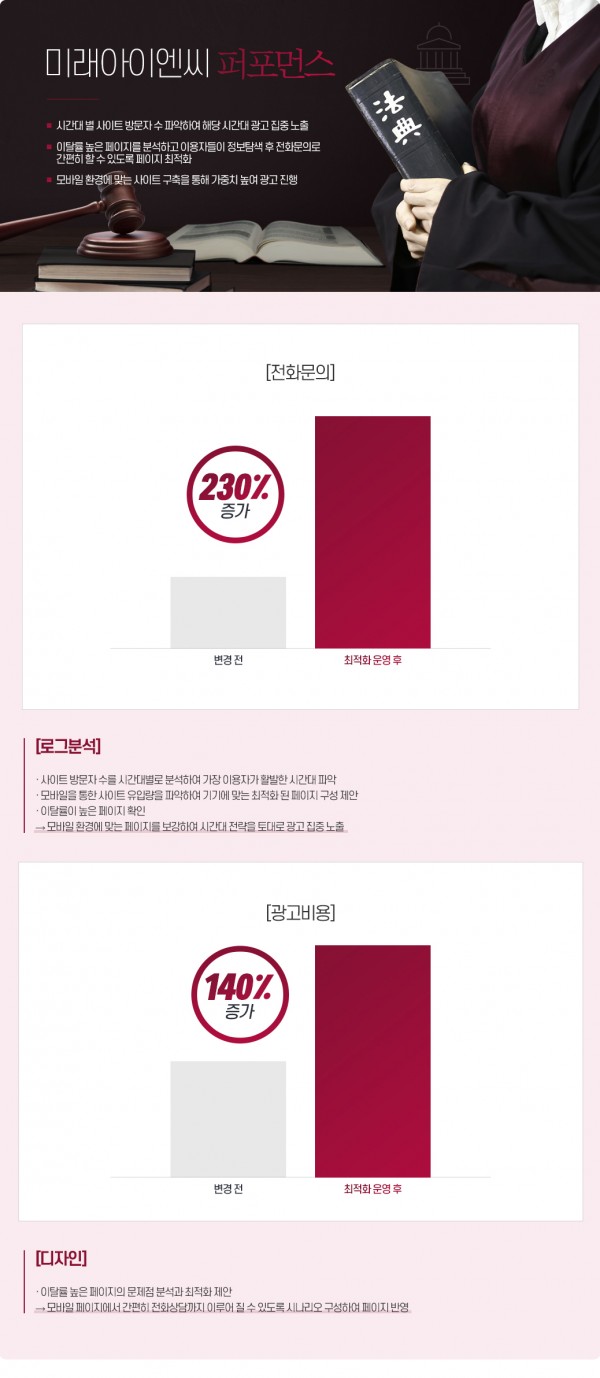 미래아이엔씨 퍼포먼스
시간대 별 사이트 방문자 수 파악하여 해당 시간대 광고 집중 노출
이탈률 높은 페이지를 분석하고 이용자들이 정보탐색 후 전화문의로
간편히 할 수 있도록 페이지 최적화
모바일 환경에 맞는 사이트 구축을 통해 가중치 높여 광고 진행
法典
[전화문의]
230%
증가
변경 전
최적화 운영 후
[로그분석]
· 사이트 방문자 수를 시간대별로 분석하여 가장 이용자가 활발한 시간대 파악
· 모바일을 통한 사이트 유입량을 파악하여 기기에 맞는 최적화 된 페이지 구성 제안
· 이탈률이 높은 페이지 확인
→ 모바일 환경에 맞는 페이지를 보강하여 시간대 전략을 토대로 광고 집중 노출
[광고비용]
140%
증가
변경 전
최적화 운영 후
[디자인]
· 이탈률 높은 페이지의 문제점 분석과 최적화 제안
→ 모바일 페이지에서 간편히 전화상담까지 이루어 질 수 있도록 시나리오 구성하여 페이지 반영